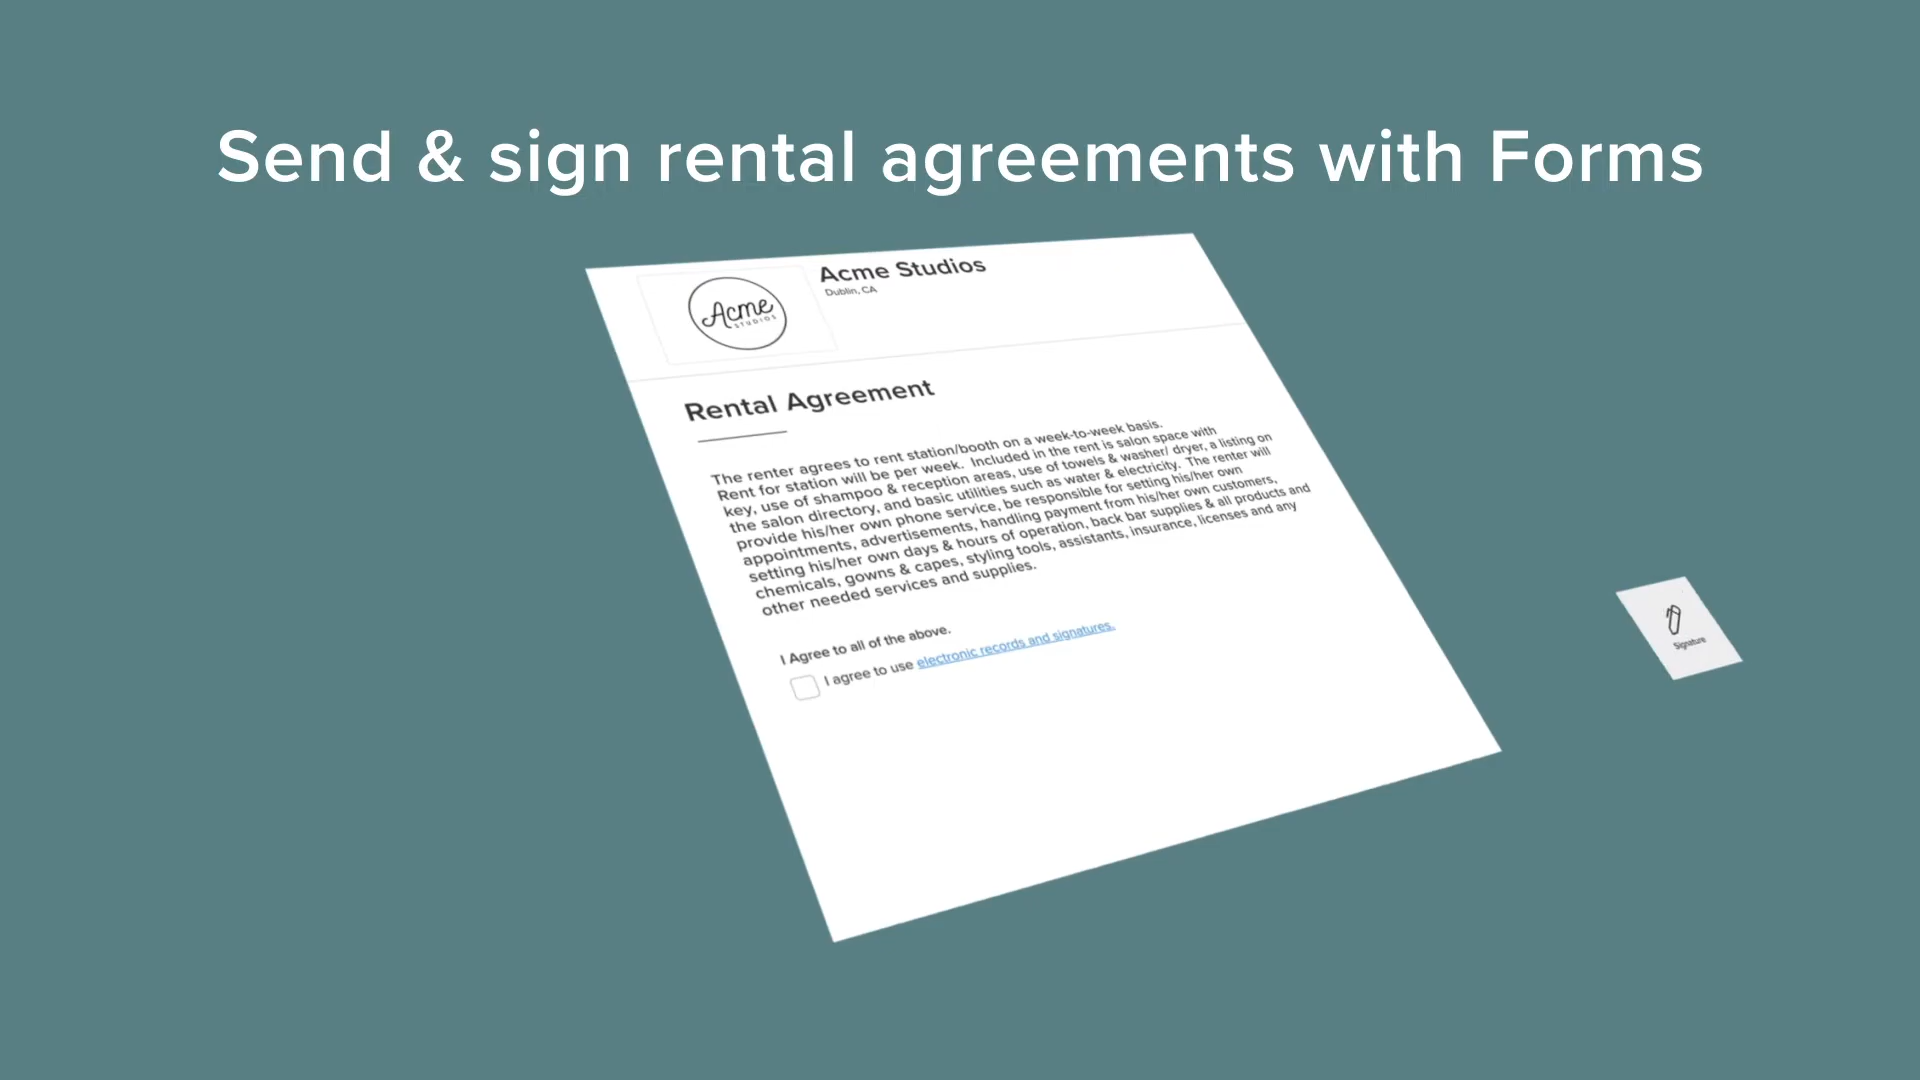 Send & sign rental agreements with Forms
Acme
STUDIOS
Acme Studios
Dublin, CA
Rental Agreement
The renter agrees to rent station/booth on a week-to-week basis.
Rent for station will be per week. Included in the rent is salon space with
key, use of shampoo & reception areas, use of towels & washer/ dryer, a listing on
the salon directory, and basic utilities such as water & electricity. The renter will
provide his/her own phone service, be responsible for setting his/her own
appointments, advertisements, handling payment from his/her own customers,
setting his/her own days & hours of operation, back bar supplies & all products and
chemicals, gowns & capes, styling tools, assistants, insurance, licenses and any
other needed services and supplies.
I Agree to all of the above.
I agree to use electronic records and signatures.
Signature